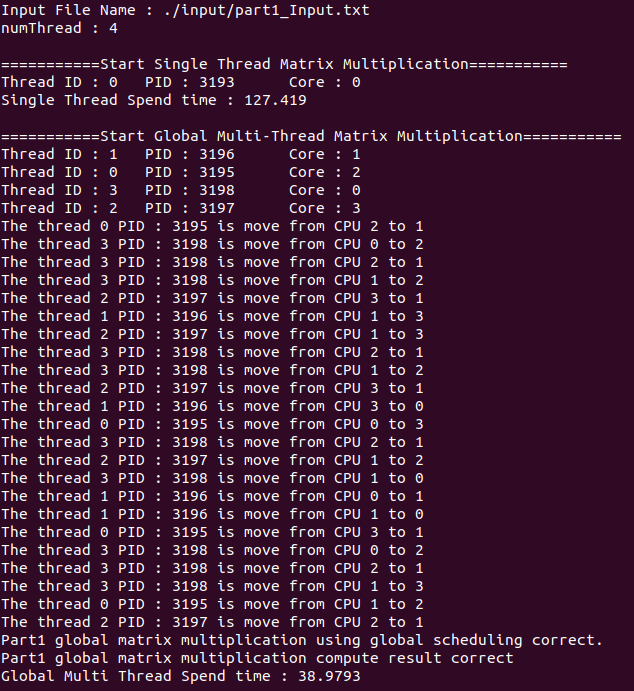 Input File Name : ./input/part1_Input.txt
numThread : 4
===========Start Single Thread Matrix Multiplication===========
Thread ID : 0   PID : 3193      Core : 0
Single Thread Spend time : 127.419
===========Start Global Multi-Thread Matrix Multiplication===========
Thread ID : 1   PID : 3196      Core : 1
Thread ID : 0   PID : 3195      Core : 2
Thread ID : 3   PID : 3198      Core : 0
Thread ID : 2   PID : 3197      Core : 3
The thread 0 PID : 3195 is move from CPU 2 to 1
The thread 3 PID : 3198 is move from CPU 0 to 2
The thread 3 PID : 3198 is move from CPU 2 to 1
The thread 3 PID : 3198 is move from CPU 1 to 2
The thread 2 PID : 3197 is move from CPU 3 to 1
The thread 1 PID : 3196 is move from CPU 1 to 3
The thread 2 PID : 3197 is move from CPU 1 to 3
The thread 3 PID : 3198 is move from CPU 2 to 1
The thread 3 PID : 3198 is move from CPU 1 to 2
The thread 2 PID : 3197 is move from CPU 3 to 1
The thread 1 PID : 3196 is move from CPU 3 to 0
The thread 0 PID : 3195 is move from CPU 0 to 3
The thread 3 PID : 3198 is move from CPU 2 to 1
The thread 2 PID : 3197 is move from CPU 1 to 2
The thread 3 PID : 3198 is move from CPU 1 to 0
The thread 1 PID : 3196 is move from CPU 0 to 1
The thread 1 PID : 3196 is move from CPU 1 to 0
The thread 0 PID : 3195 is move from CPU 3 to 1
The thread 3 PID : 3198 is move from CPU 0 to 2
The thread 3 PID : 3198 is move from CPU 2 to 1
The thread 3 PID : 3198 is move from CPU 1 to 3
The thread 0 PID : 3195 is move from CPU 1 to 2
The thread 2 PID : 3197 is move from CPU 2 to 1
Part1 global matrix multiplication using global scheduling correct.
Part1 global matrix multiplication compute result correct
Global Multi Thread Spend time : 38.9793